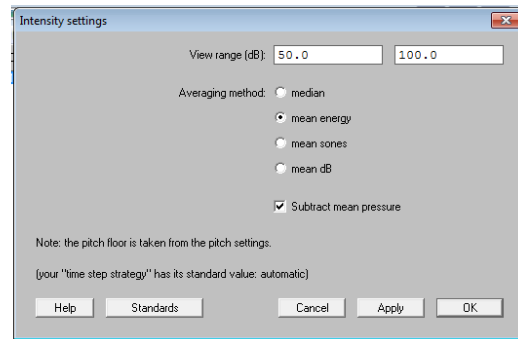 Intensity settings
View range (dB): 50.0 100.0
Averaging method: median
mean energy
mean sones
mean dB
Subtract mean pressure
Note: the pitch floor is taken from the pitch settings.
(your "time step strategy" has its standard value: automatic)
Help Standards Cancel Apply OK